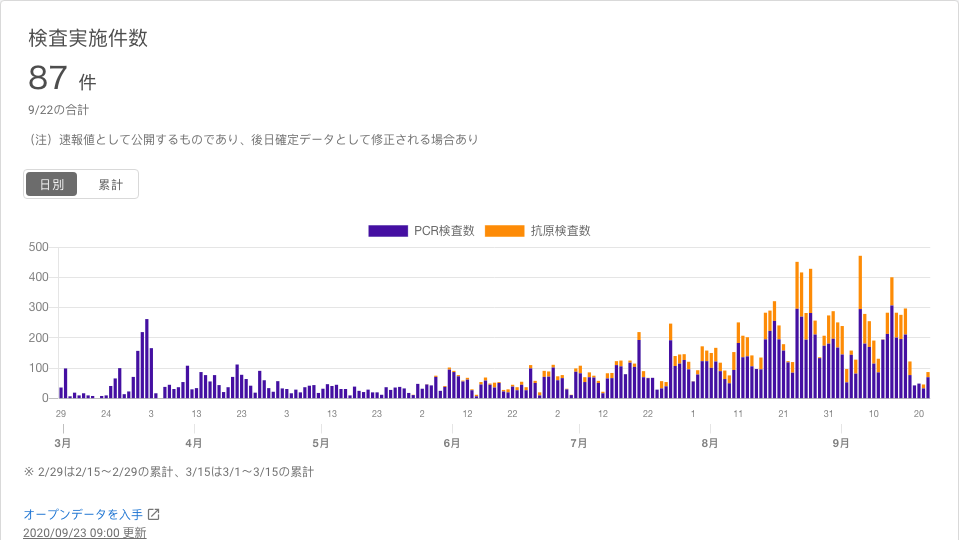 検査実施件数
87 件
9/22の合計
（注）速報値として公開するものであり、後日確定データとして修正される場合あり
日別 累計
PCR検査数 抗原検査数
500
400
300
200
100
0
29 24 3 13 23 3 13 23 2 12 22 2 12 22 1 11 21 31 10 20
3月 4月 5月 6月 7月 8月 9月
※ 2/29は2/15〜2/29の累計、3/15は3/1〜3/15の累計
オープンデータを入手
2020/09/23 09:00 更新